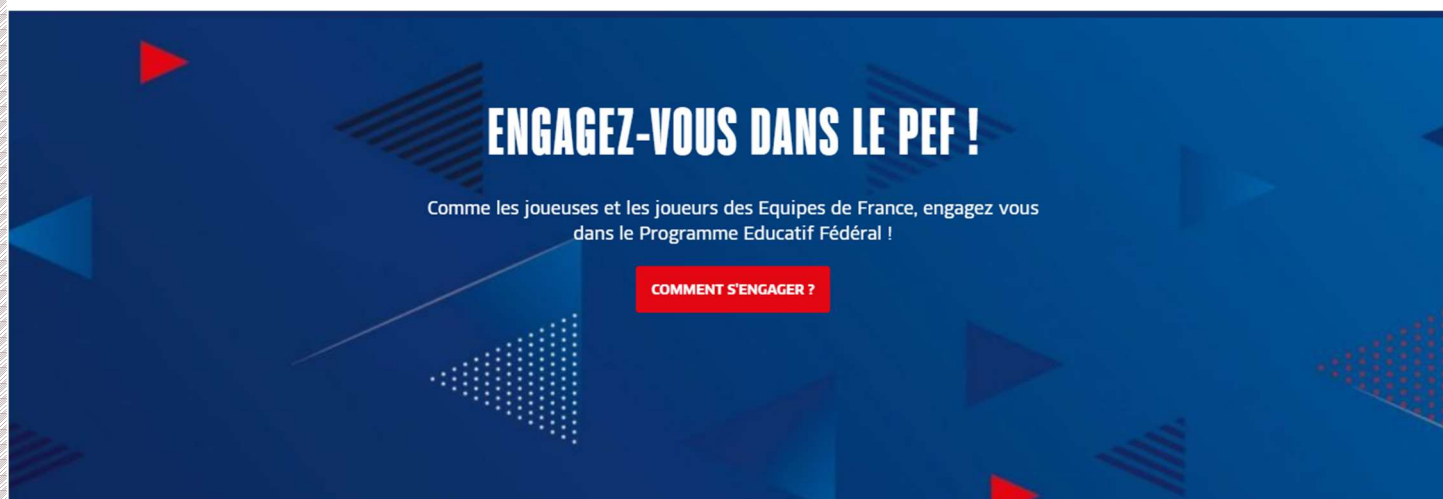 ENGAGEZ-VOUS DANS LE PEF !
Comme les joueuses et les joueurs des Equipes de France, engagez vous
dans le Programme Educatif Fédéral !
COMMENT S'ENGAGER ?